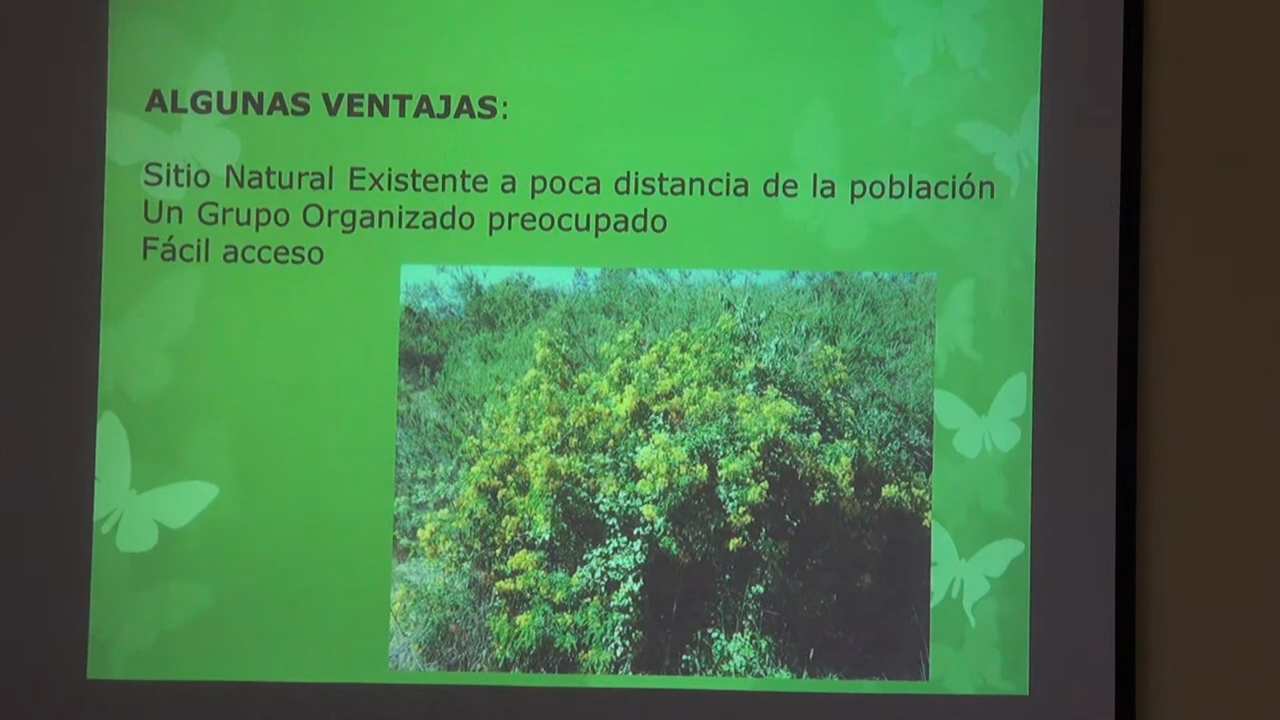 ALGUNAS VENTAJAS:
Sitio Natural Existente a poca distancia de la población
Un Grupo Organizado preocupado
Fácil acceso